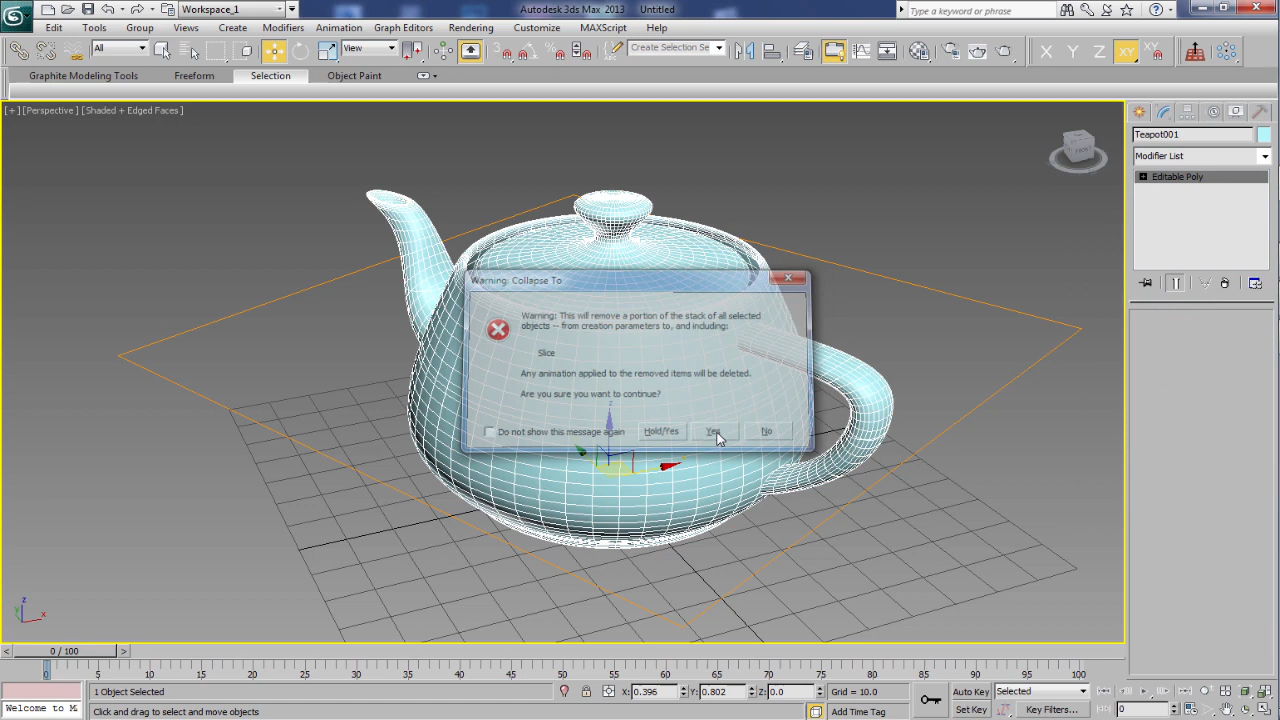 Workspace_1
Autodesk 3ds Max 2013
Untitled
Type a keyword or phrase
Edit
Tools
Group
Views
Create
Modifiers
Animation
Graph Editors
Rendering
Customize
MAXScript
Help
All
View
Create Selection Se
X
Y
Z
XY
Graphite Modeling Tools
Freeform
Selection
Object Paint
[+] [Perspective] [Shaded + Edged Faces]
FRONT
Teapot001
Modifier List
Editable Poly
Warning: Collapse To
Warning: This will remove a portion of the stack of all selected
objects -- from creation parameters to, and including:
Slice
Any animation applied to the removed items will be deleted.
Are you sure you want to continue?
Do not show this message again
Hold/Yes
Yes
No
z
z
y
x
< 0 / 100 >
0 5 10 15 20 25 30 35 40 45 50 55 60 65 70 75 80 85 90 95 100
1 Object Selected
X: 0.396
Y: 0.802
Z: 0.0
Grid = 10.0
Auto Key
Selected
Welcome to M
Click and drag to select and move objects
Add Time Tag
Set Key
Key Filters...
0